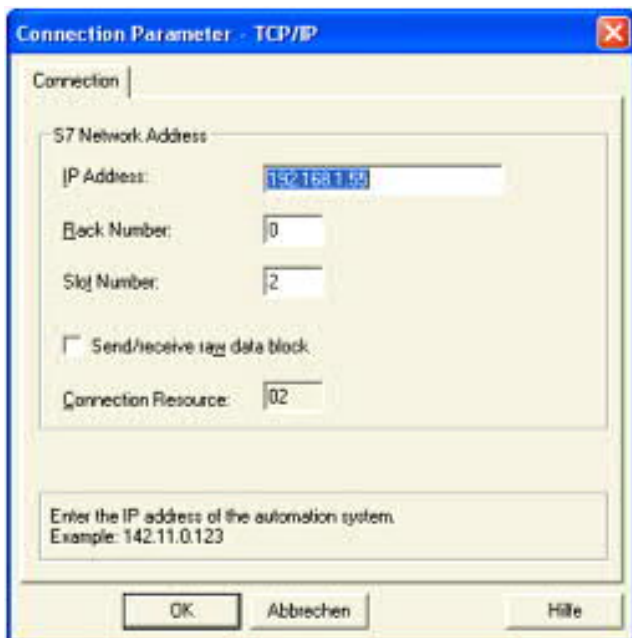 Connection Parameter - TCP/IP
Connection
S7 Network Address
IP Address:
192.168.1.55
Rack Number:
0
Slot Number:
2
Send/receive raw data block
Connection Resource:
02
Enter the IP address of the automation system.
Example: 142.11.0.123
OK
Abbrechen
Hilfe